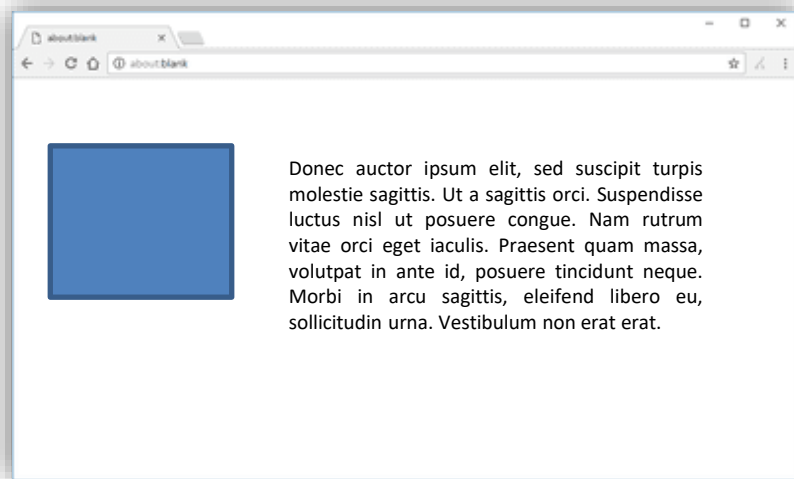 about:blank
about:blank
Donec auctor ipsum elit, sed suscipit turpis
molestie sagittis. Ut a sagittis orci. Suspendisse
luctus nisl ut posuere congue. Nam rutrum
vitae orci eget iaculis. Praesent quam massa,
volutpat in ante id, posuere tincidunt neque.
Morbi in arcu sagittis, eleifend libero eu,
sollicitudin urna. Vestibulum non erat erat.